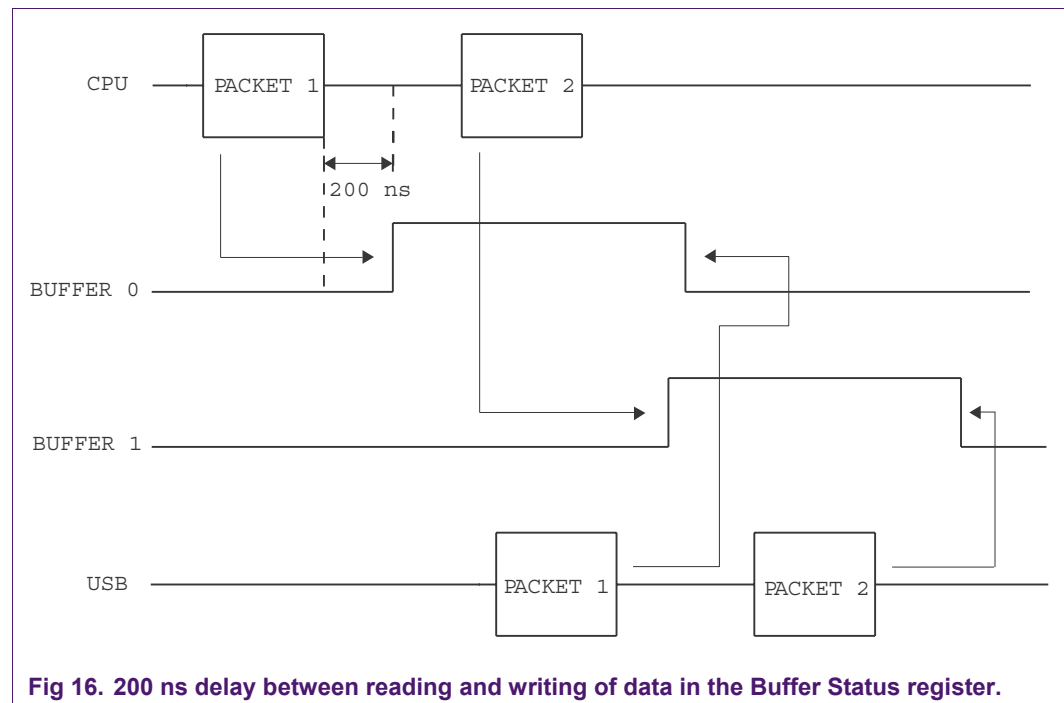 CPU
PACKET 1
PACKET 2
200 ns
BUFFER 0
BUFFER 1
USB
PACKET 1
PACKET 2
Fig 16. 200 ns delay between reading and writing of data in the Buffer Status register.